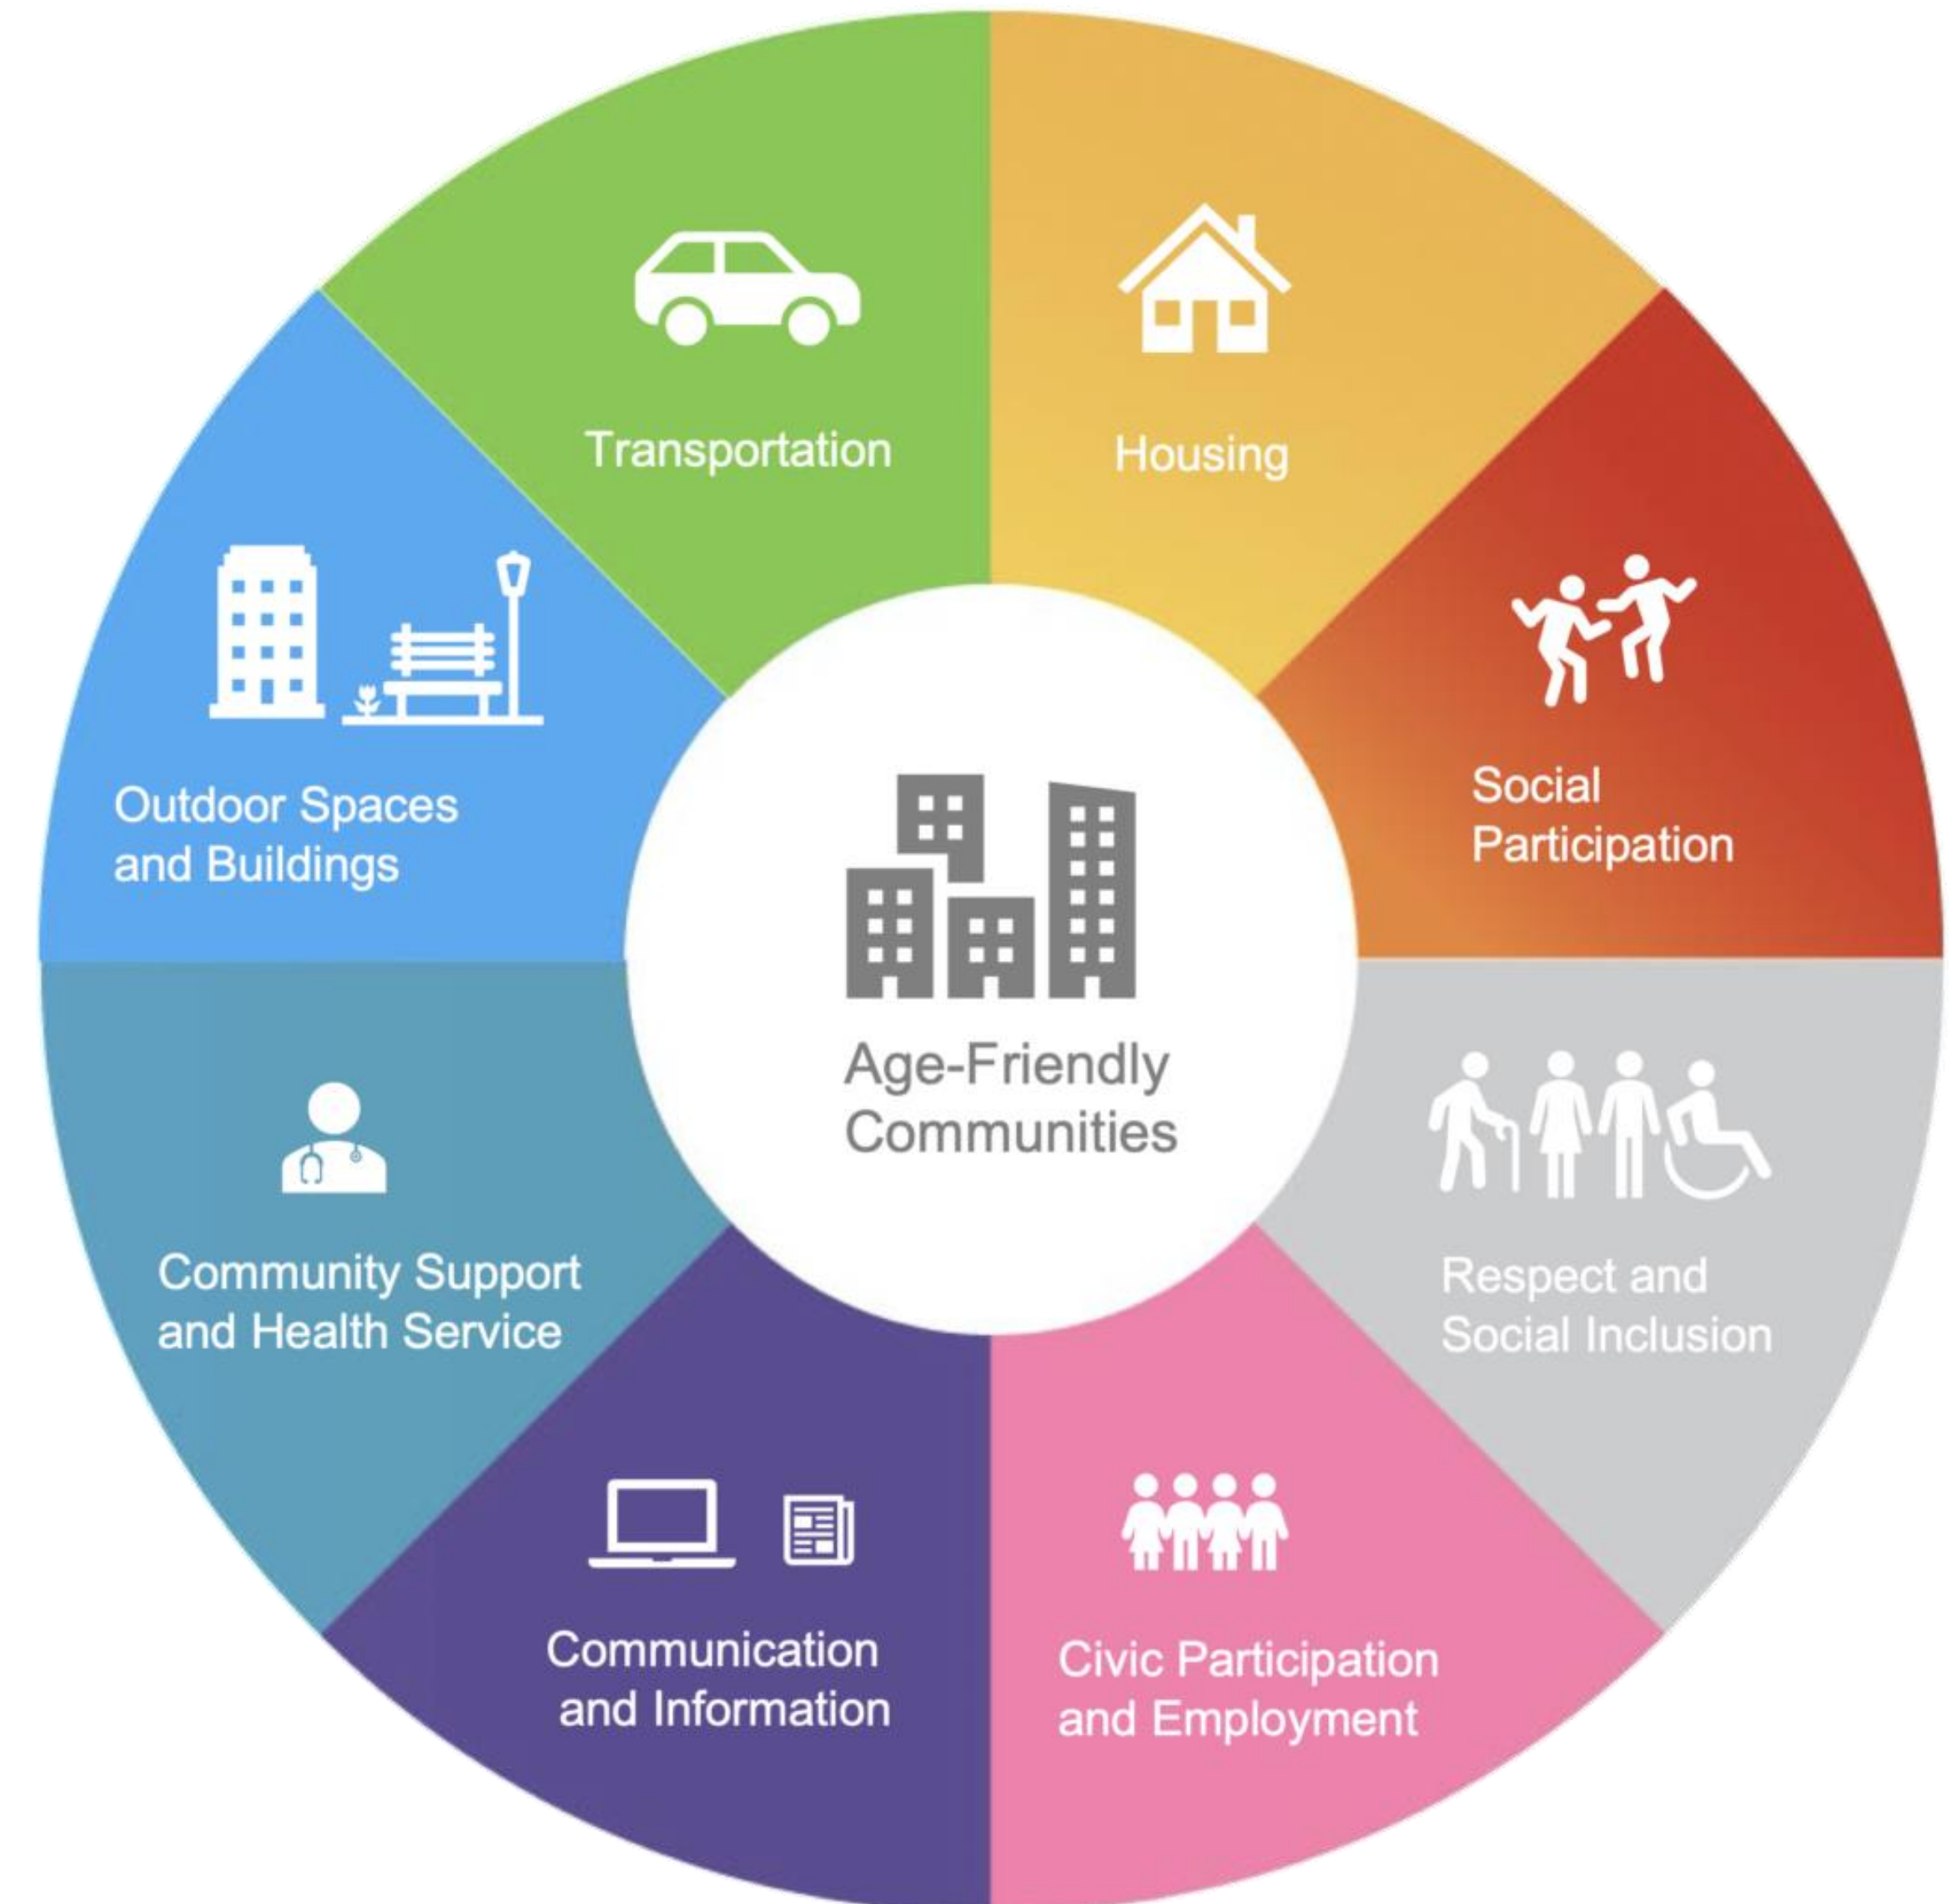 Transportation
Housing
Social
Participation
Respect and
Social Inclusion
Civic Participation
and Employment
Communication
and Information
Community Support
and Health Service
Outdoor Spaces
and Buildings
Age-Friendly
Communities